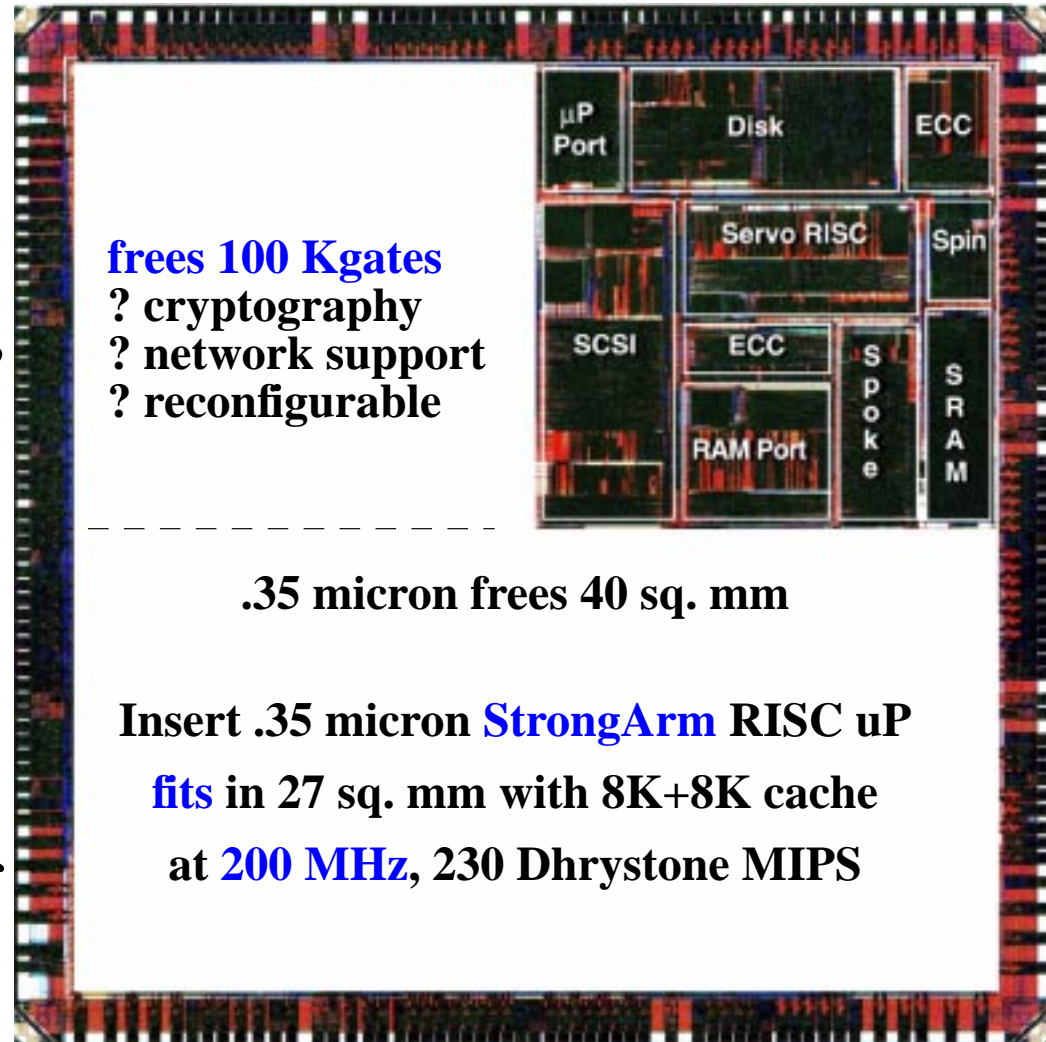 µP
Port
Disk
ECC
Servo RISC
Spin
SCSI
ECC
Spoke
SRAM
RAM Port
frees 100 Kgates
? cryptography
? network support
? reconfigurable
.35 micron frees 40 sq. mm
Insert .35 micron StrongArm RISC uP
fits in 27 sq. mm with 8K+8K cache
at 200 MHz, 230 Dhrystone MIPS